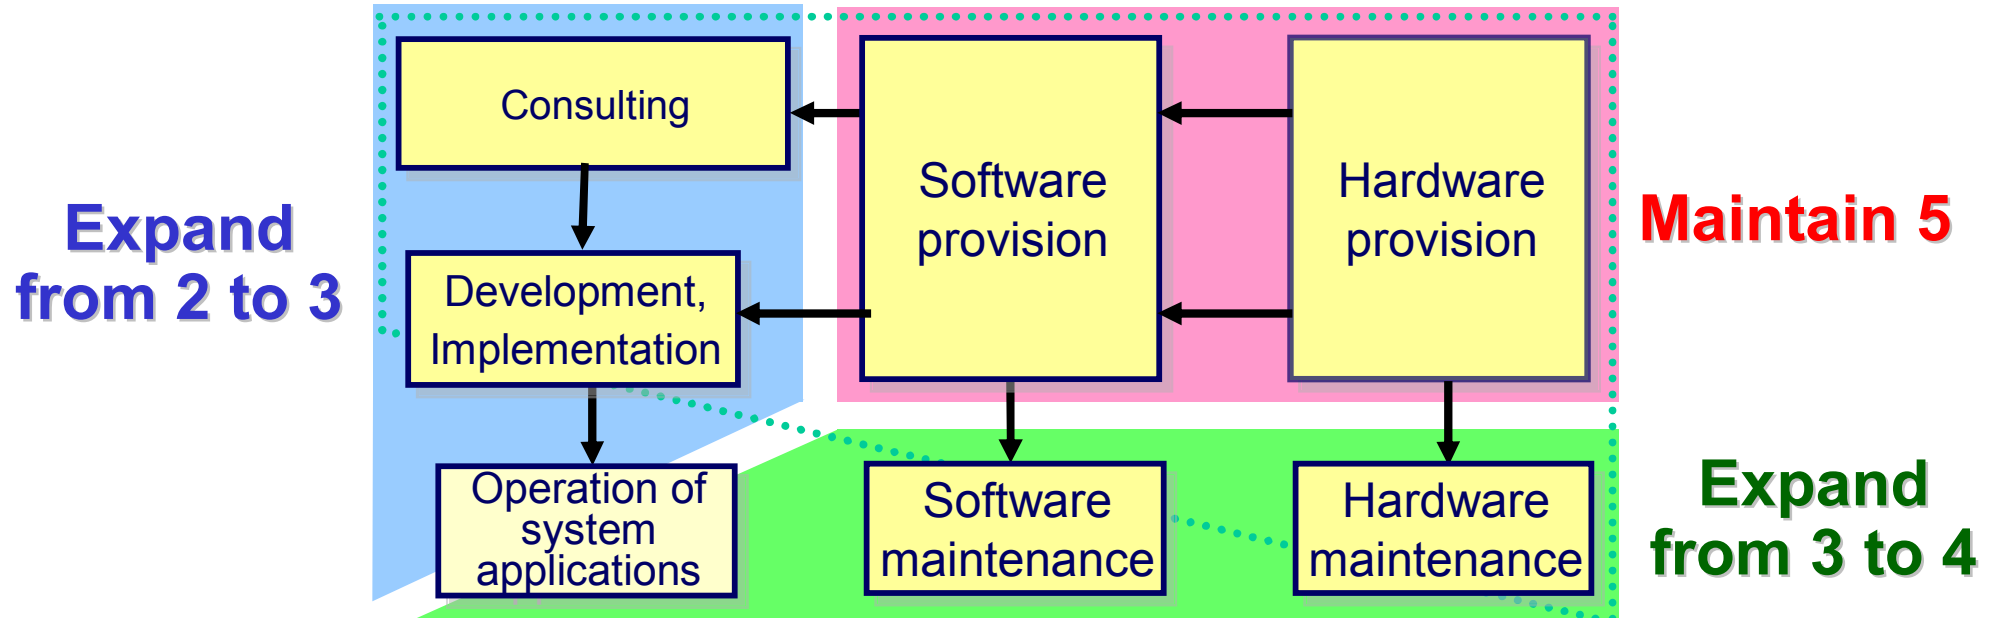 Consulting
Software
provision
Hardware
provision
Expand
from 2 to 3
Maintain 5
Development,
Implementation
Operation of
system
applications
Software
maintenance
Hardware
maintenance
Expand
from 3 to 4